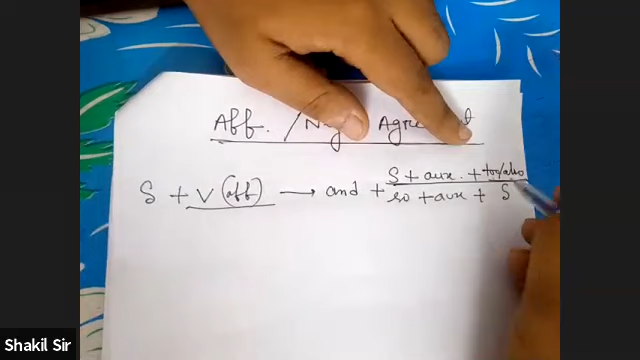 Aff. / Neg Agreement
S + aux. + too/also
S + V (aff) → and +
so + aux + S
Shakil Sir